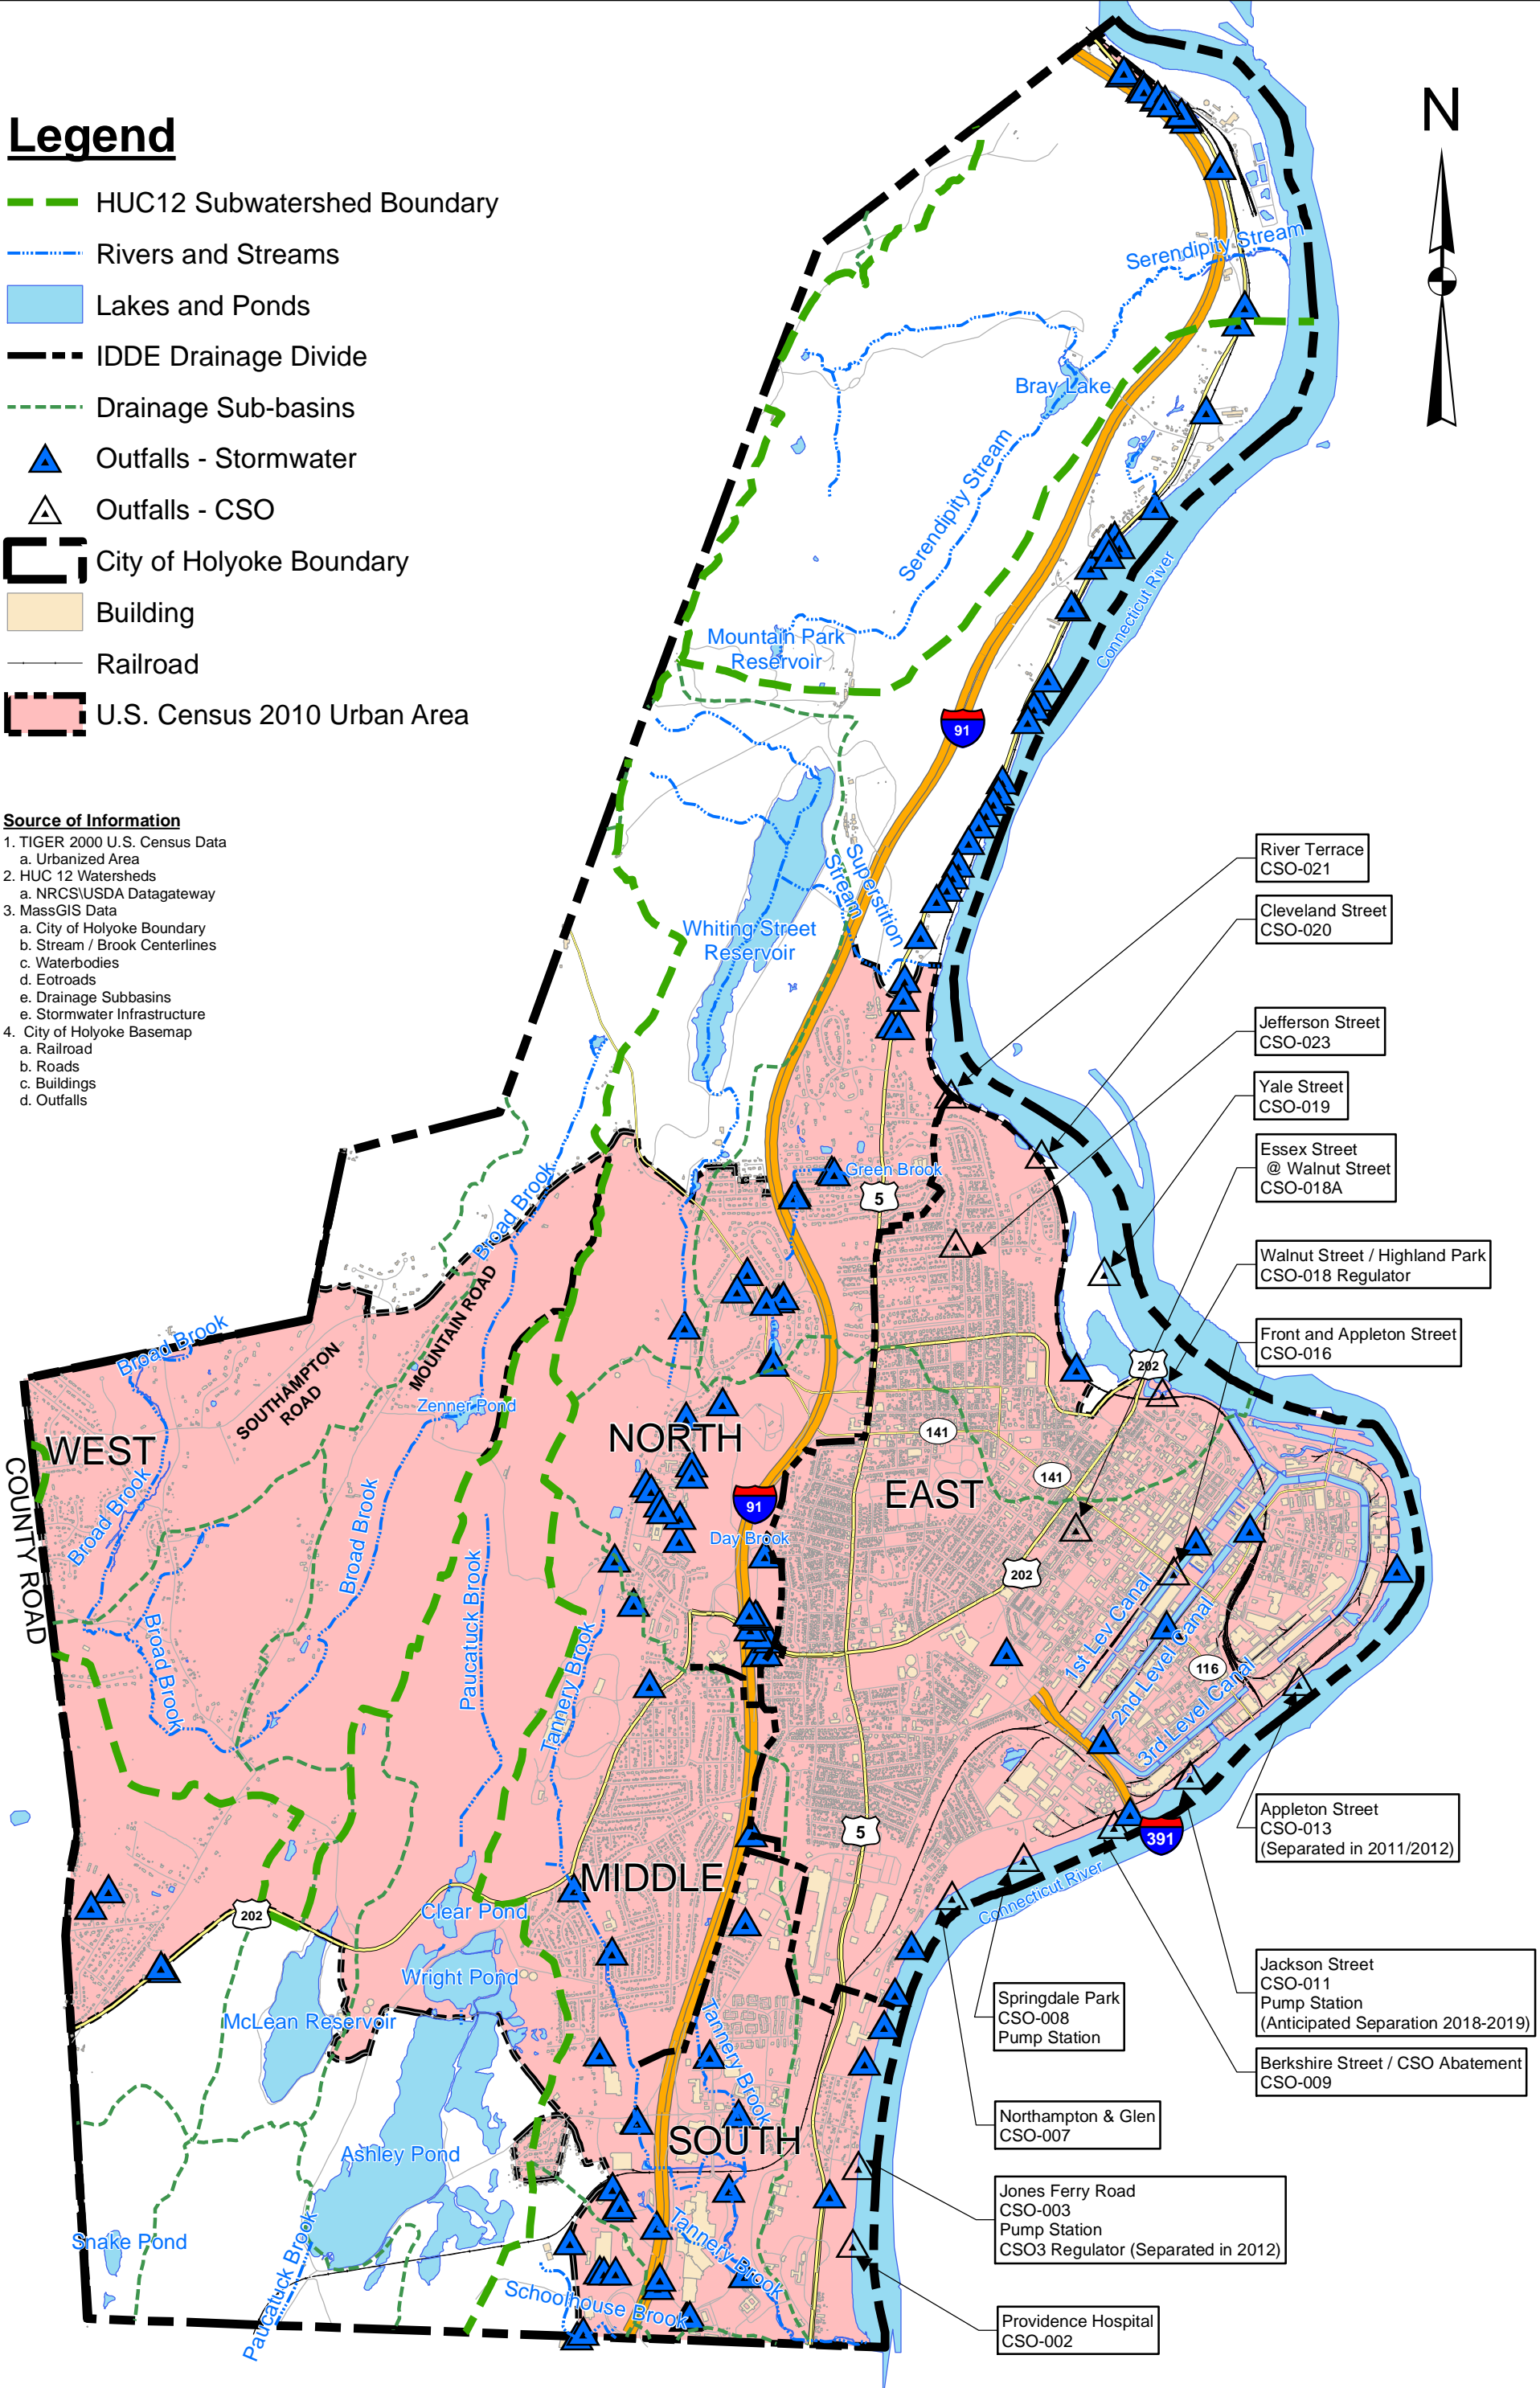 Legend
HUC12 Subwatershed Boundary
Rivers and Streams
Lakes and Ponds
IDDE Drainage Divide
Drainage Sub-basins
Outfalls - Stormwater
Outfalls - CSO
City of Holyoke Boundary
Building
Railroad
U.S. Census 2010 Urban Area
Source of Information
1. TIGER 2000 U.S. Census Data
a. Urbanized Area
2. HUC 12 Watersheds
a. NRCS\USDA Datagateway
3. MassGIS Data
a. City of Holyoke Boundary
b. Stream / Brook Centerlines
c. Waterbodies
d. Eotroads
e. Drainage Subbasins
e. Stormwater Infrastructure
4. City of Holyoke Basemap
a. Railroad
b. Roads
c. Buildings
d. Outfalls
N
Serendipity Stream
Bray Lake
Serendipity Stream
Connecticut River
Mountain Park
Reservoir
91
Superstition
Stream
Whiting Street
Reservoir
River Terrace
CSO-021
Cleveland Street
CSO-020
Jefferson Street
CSO-023
Yale Street
CSO-019
Essex Street
@ Walnut Street
CSO-018A
Walnut Street / Highland Park
CSO-018 Regulator
Front and Appleton Street
CSO-016
Green Brook
5
Broad Brook
Broad Brook
SOUTHAMPTON
ROAD
MOUNTAIN ROAD
Zenner Pond
202
WEST
NORTH
141
141
EAST
COUNTY ROAD
Broad Brook
Broad Brook
Broad Brook
Paucatuck Brook
Tannery Brook
91
Day Brook
202
1st Lev Canal
2nd Level Canal
3rd Level Canal
116
5
391
MIDDLE
Connecticut River
Appleton Street
CSO-013
(Separated in 2011/2012)
202
Clear Pond
Wright Pond
McLean Reservoir
Jackson Street
CSO-011
Pump Station
(Anticipated Separation 2018-2019)
Springdale Park
CSO-008
Pump Station
Berkshire Street / CSO Abatement
CSO-009
Northampton & Glen
CSO-007
Tannery Brook
SOUTH
Ashley Pond
Snake Pond
Paucatuck Brook
Tannery Brook
Schoolhouse Brook
Jones Ferry Road
CSO-003
Pump Station
CSO3 Regulator (Separated in 2012)
Providence Hospital
CSO-002